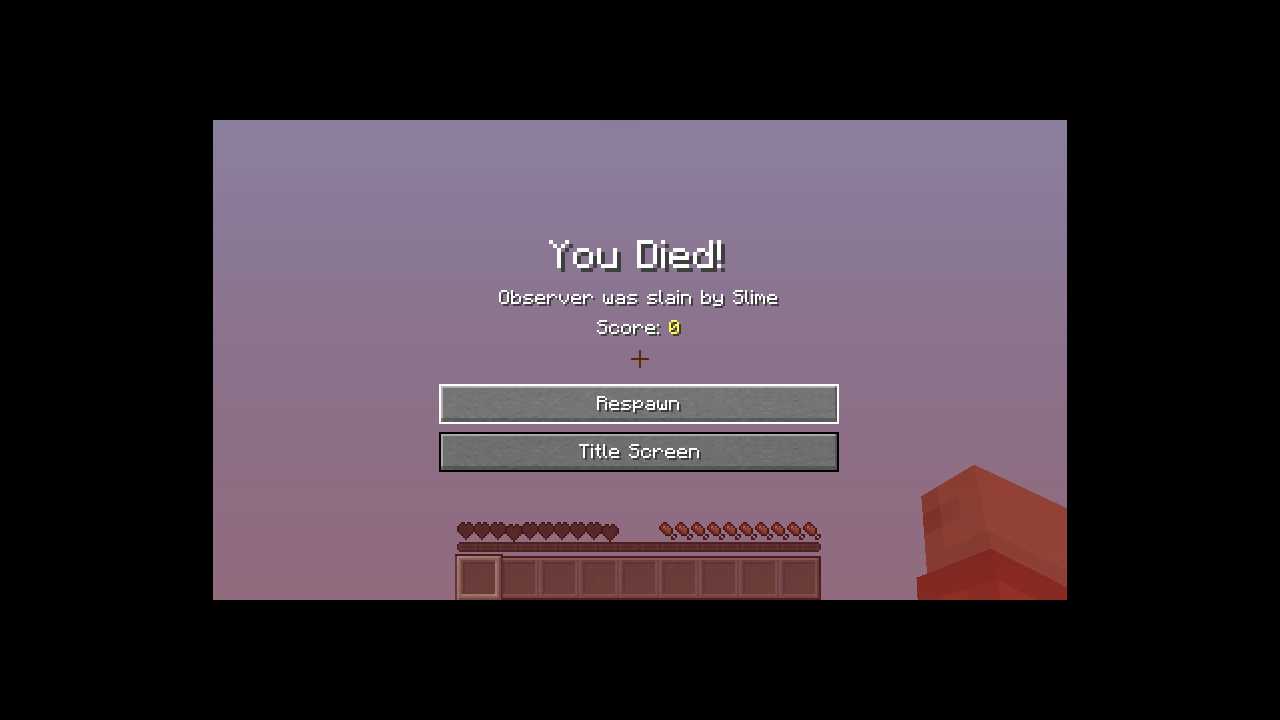 You Died!
Observer was slain by Slime
Score: 0
Respawn
Title Screen